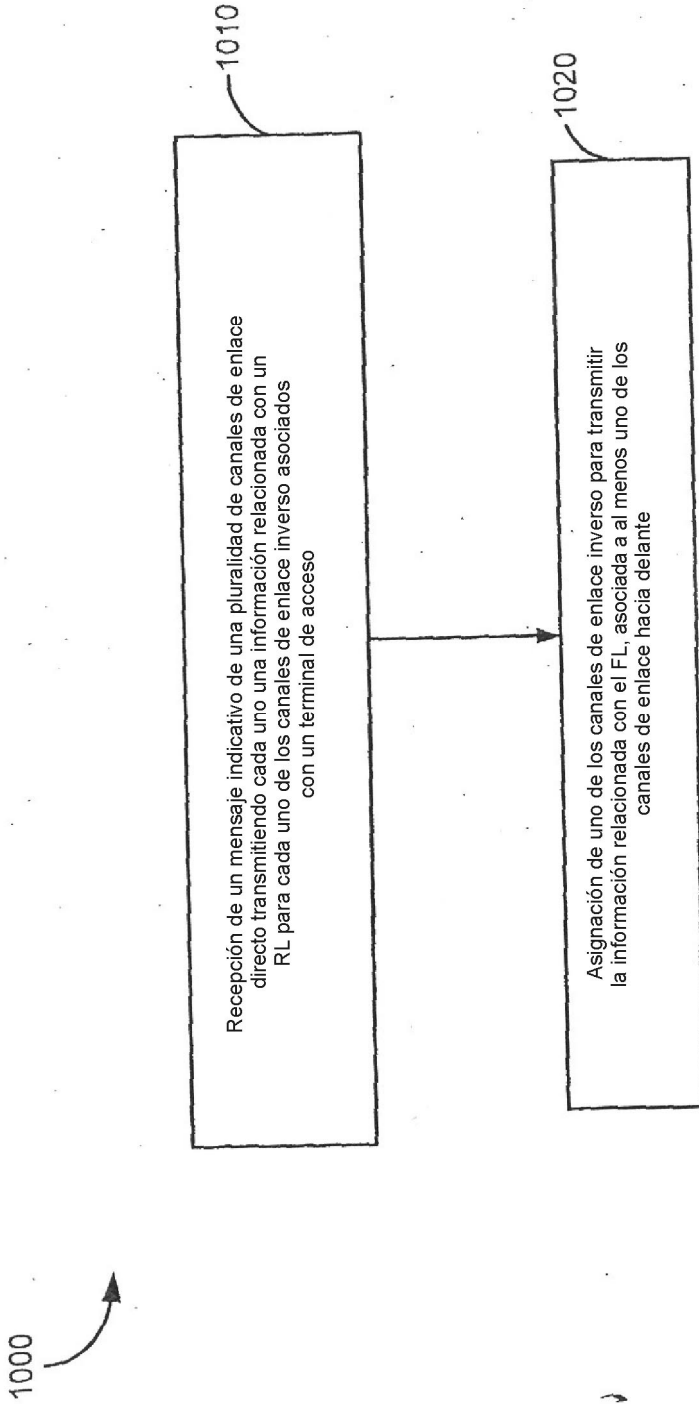 1000
Recepción de un mensaje indicativo de una pluralidad de canales de enlace
directo transmitiendo cada uno una información relacionada con un
RL para cada uno de los canales de enlace inverso asociados
con un terminal de acceso
1010
Asignación de uno de los canales de enlace inverso para transmitir
la información relacionada con el FL, asociada a al menos uno de los
canales de enlace hacia delante
1020